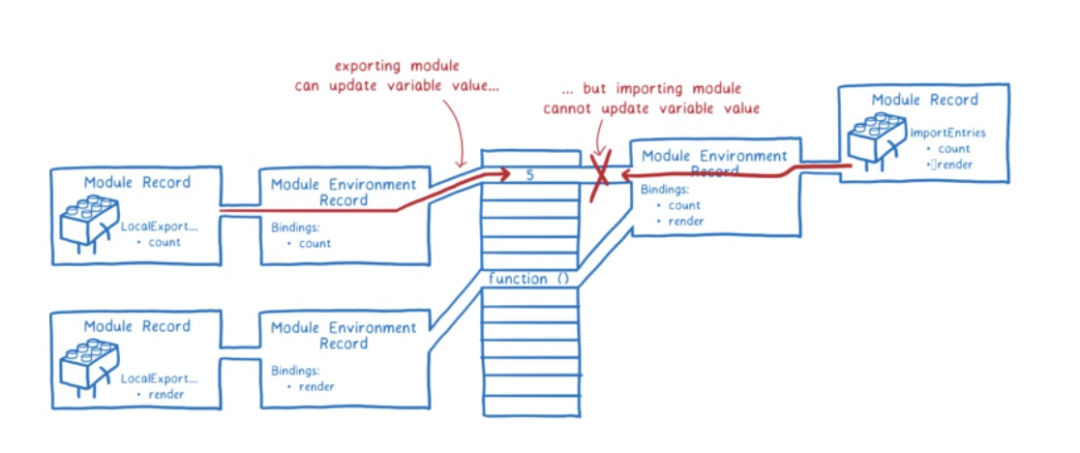 exporting module
can update variable value...
... but importing module
cannot update variable value
Module Record
ImportEntries
• count
•▯render
Module Environment
Record
Bindings:
• count
• render
5
Module Record
LocalExport...
• count
Module Environment
Record
Bindings:
• count
function ()
Module Record
LocalExport...
• render
Module Environment
Record
Bindings:
• render